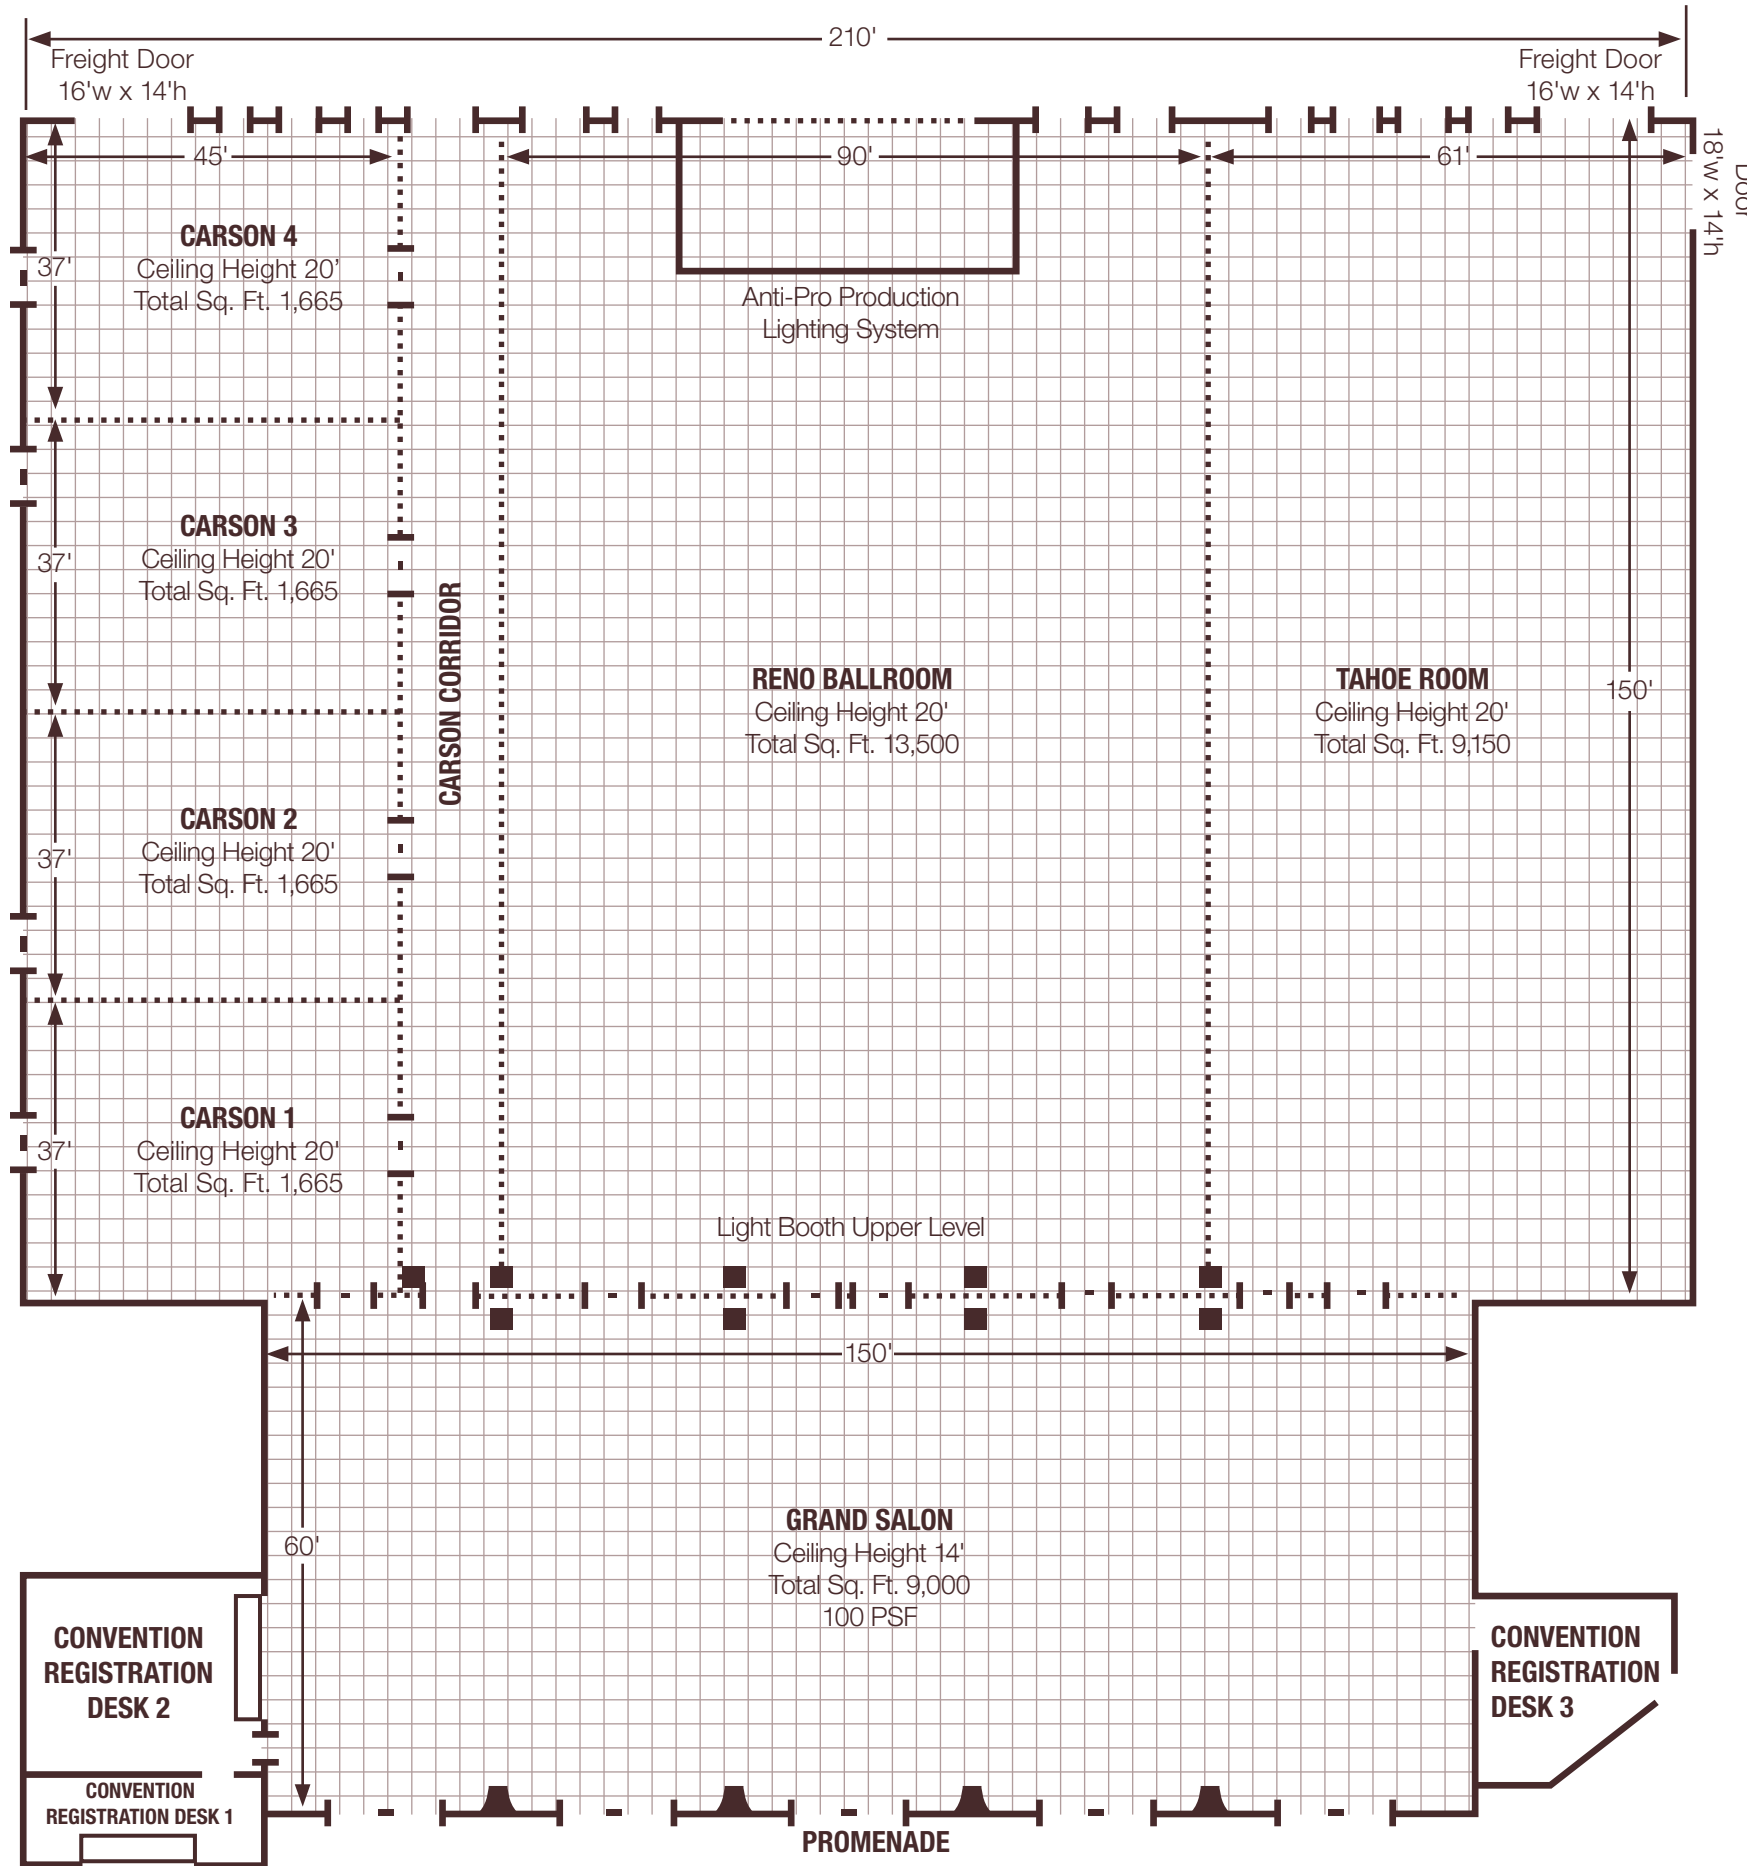 210'
Freight Door
16'w x 14'h
Freight Door
16'w x 14'h
45'
90'
61'
Door
18'w x 14'h
CARSON 4
Ceiling Height 20’
Total Sq. Ft. 1,665
37'
Anti-Pro Production
Lighting System
CARSON 3
Ceiling Height 20'
Total Sq. Ft. 1,665
37'
CARSON CORRIDOR
RENO BALLROOM
Ceiling Height 20'
Total Sq. Ft. 13,500
TAHOE ROOM
Ceiling Height 20'
Total Sq. Ft. 9,150
150'
CARSON 2
Ceiling Height 20'
Total Sq. Ft. 1,665
37'
CARSON 1
Ceiling Height 20'
Total Sq. Ft. 1,665
37'
Light Booth Upper Level
150'
60'
GRAND SALON
Ceiling Height 14'
Total Sq. Ft. 9,000
100 PSF
CONVENTION
REGISTRATION
DESK 2
CONVENTION
REGISTRATION
DESK 3
CONVENTION
REGISTRATION DESK 1
PROMENADE